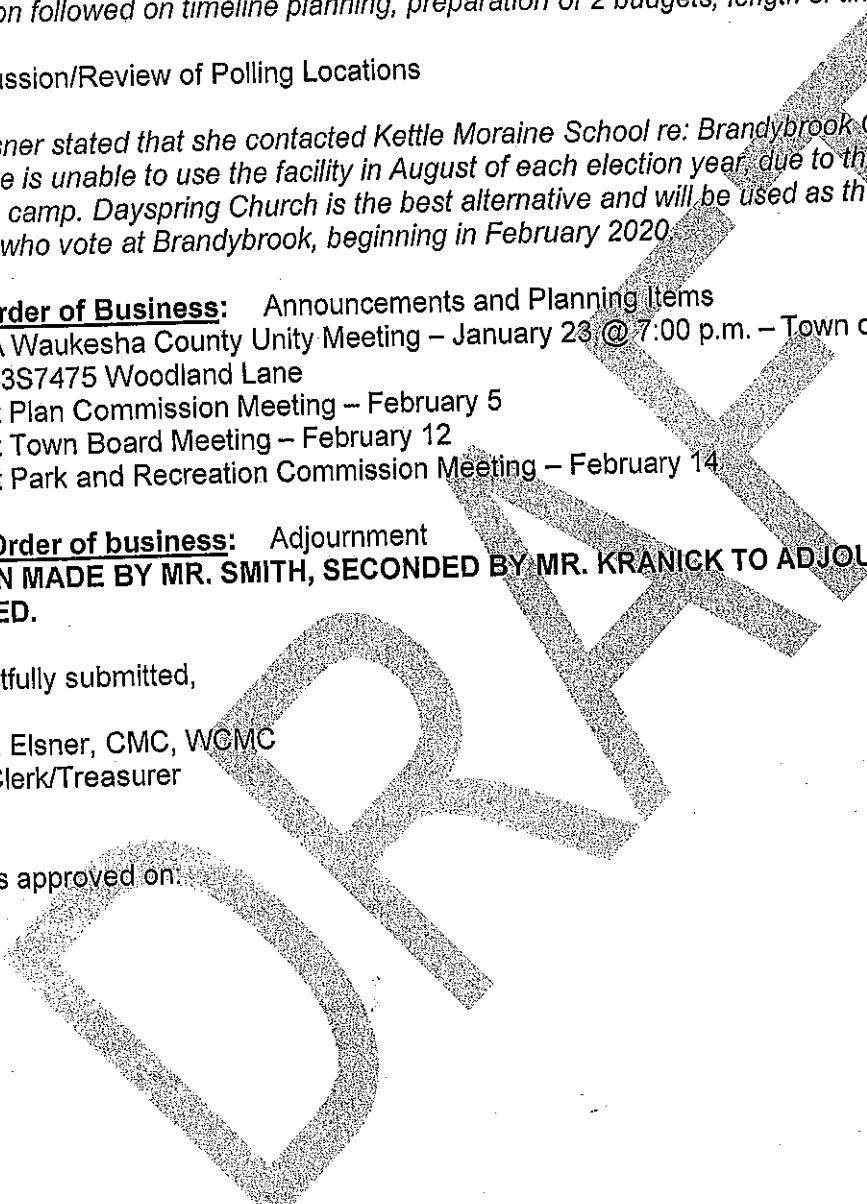 on followed on timeline planning, preparation of 2 budgets, length of
ussion/Review of Polling Locations
sner stated that she contacted Kettle Moraine School re: Brandybrook
e is unable to use the facility in August of each election year, due to th
camp. Dayspring Church is the best alternative and will be used as th
who vote at Brandybrook, beginning in February 2020.
rder of Business: Announcements and Planning Items
A Waukesha County Unity Meeting – January 23 @ 7:00 p.m. – Town o
3S7475 Woodland Lane
t Plan Commission Meeting – February 5
t Town Board Meeting – February 12
t Park and Recreation Commission Meeting – February 14
Order of business: Adjournment
N MADE BY MR. SMITH, SECONDED BY MR. KRANICK TO ADJOU
ED.
tfully submitted,
Elsner, CMC, WCMC
Clerk/Treasurer
s approved on:
DRAF